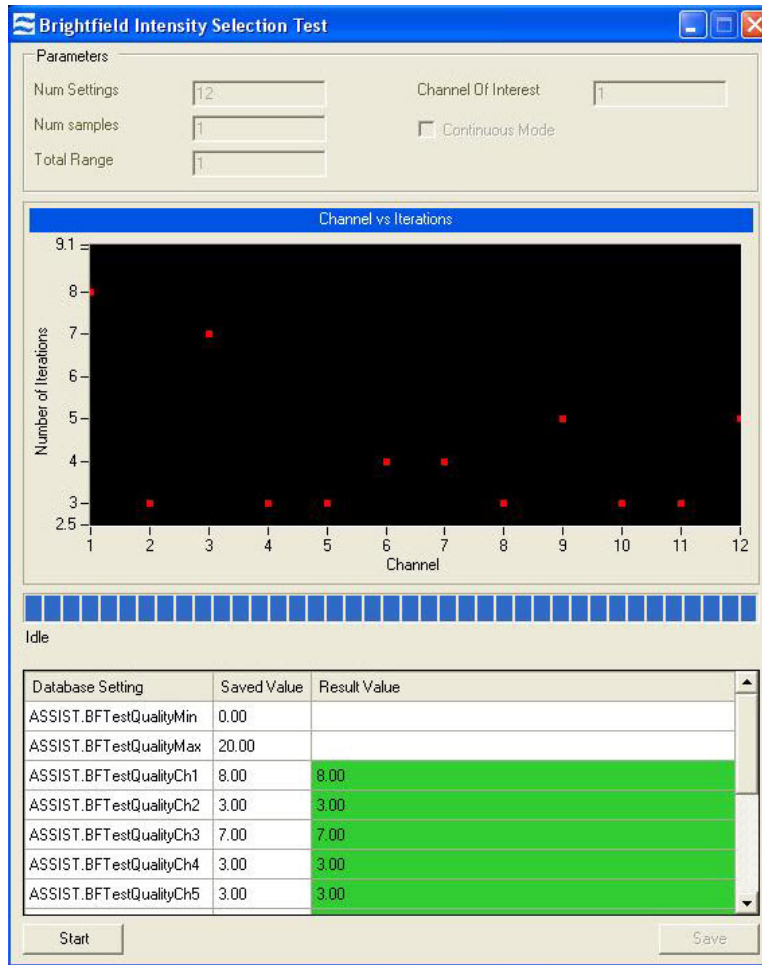 Brightfield Intensity Selection Test
Parameters
Num Settings 12 Channel Of Interest 1
Num samples 1 Continuous Mode
Total Range 1
Channel vs Iterations
9.1
8
7
6
5
4
3
2.5
Number of Iterations
1 2 3 4 5 6 7 8 9 10 11 12
Channel
Idle
Database Setting Saved Value Result Value
ASSIST.BFTestQualityMin 0.00
ASSIST.BFTestQualityMax 20.00
ASSIST.BFTestQualityCh1 8.00 8.00
ASSIST.BFTestQualityCh2 3.00 3.00
ASSIST.BFTestQualityCh3 7.00 7.00
ASSIST.BFTestQualityCh4 3.00 3.00
ASSIST.BFTestQualityCh5 3.00 3.00
Start Save